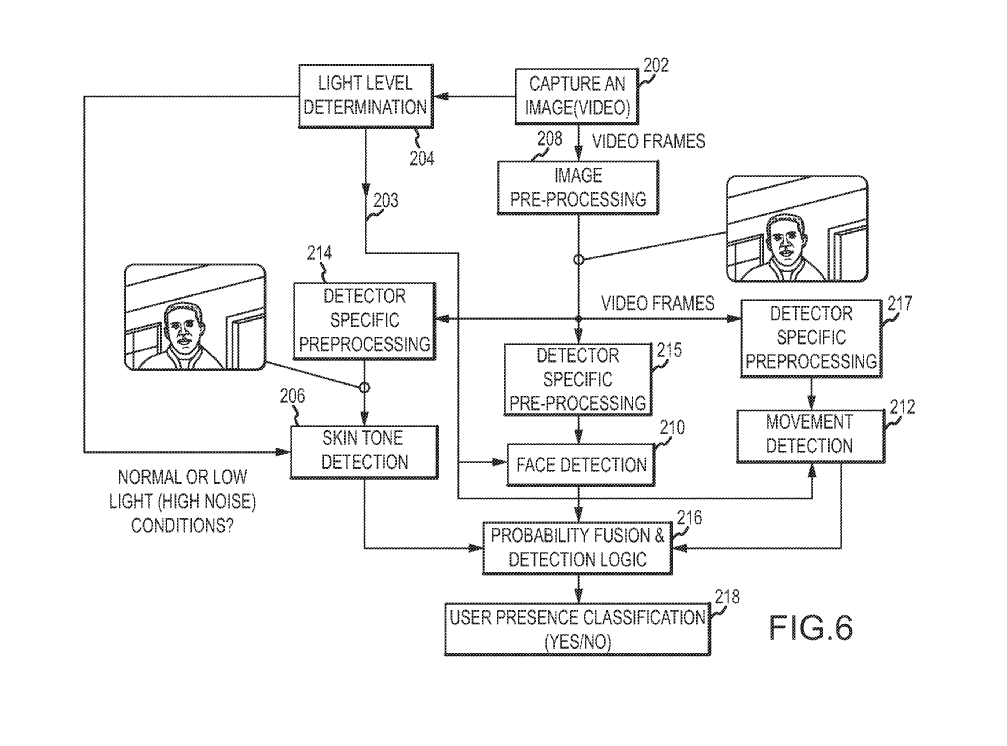 LIGHT LEVEL
DETERMINATION
204
CAPTURE AN
IMAGE(VIDEO)
202
VIDEO FRAMES
208
IMAGE
PRE-PROCESSING
203
214
DETECTOR
SPECIFIC
PREPROCESSING
VIDEO FRAMES
DETECTOR
SPECIFIC
PREPROCESSING
217
DETECTOR
SPECIFIC
PRE-PROCESSING
215
206
SKIN TONE
DETECTION
FACE DETECTION
210
MOVEMENT
DETECTION
212
NORMAL OR LOW
LIGHT (HIGH NOISE)
CONDITIONS?
PROBABILITY FUSION &
DETECTION LOGIC
216
USER PRESENCE CLASSIFICATION
(YES/NO)
218
FIG.6